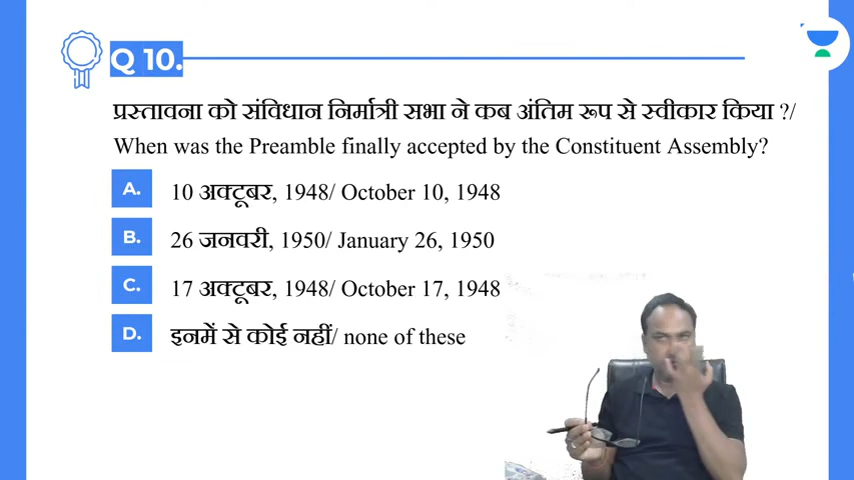 Q 10.
प्रस्तावना को संविधान निर्मात्री सभा ने कब अंतिम रूप से स्वीकार किया ?/
When was the Preamble finally accepted by the Constituent Assembly?
A. 10 अक्टूबर, 1948/ October 10, 1948
B. 26 जनवरी, 1950/ January 26, 1950
C. 17 अक्टूबर, 1948/ October 17, 1948
D. इनमें से कोई नहीं/ none of these